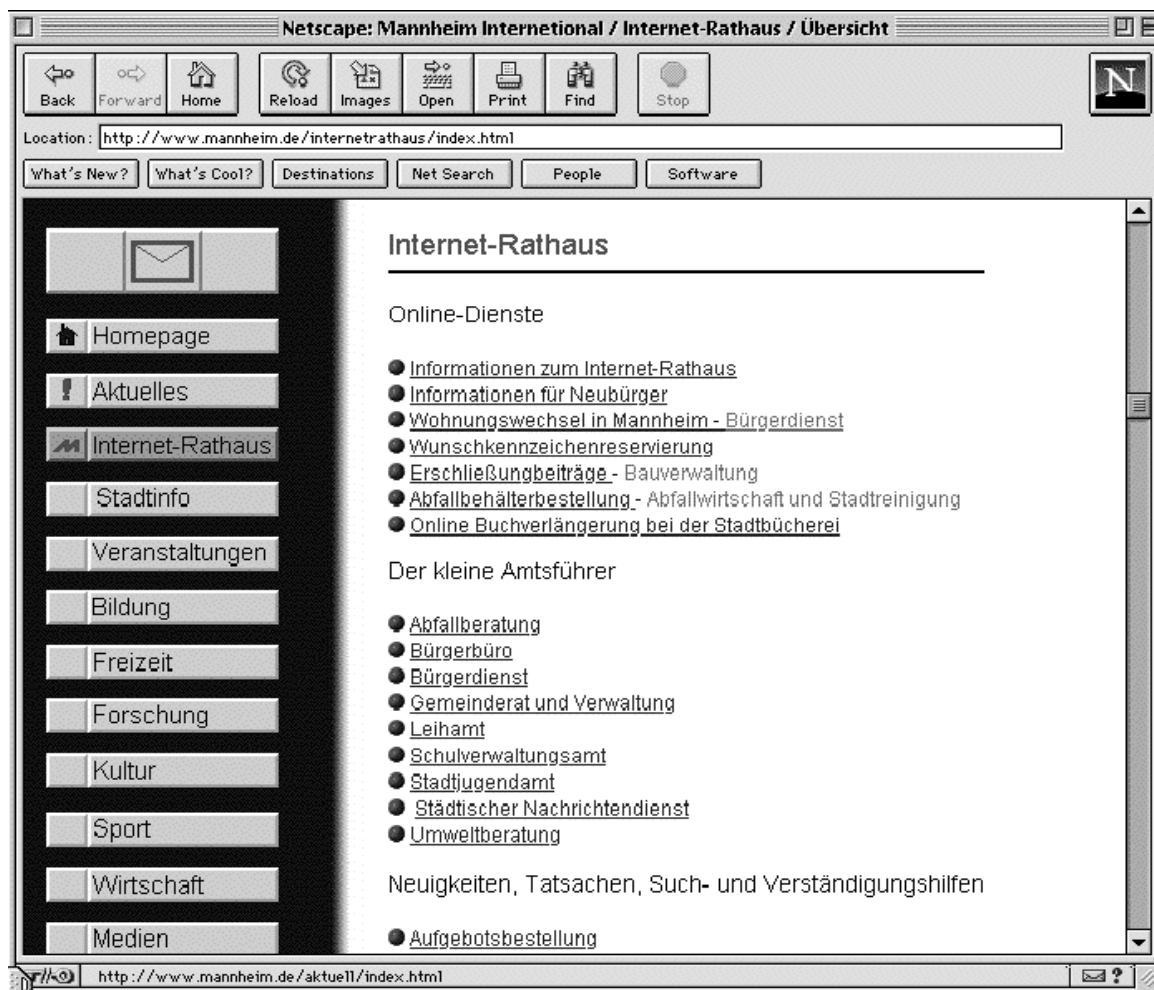 Netscape: Mannheim Internetional / Internet-Rathaus / Übersicht
Back Forward Home Reload Images Open Print Find Stop
N
Location: http://www.mannheim.de/internetrathaus/index.html
What's New? What's Cool? Destinations Net Search People Software
Homepage
Aktuelles
Internet-Rathaus
Stadtinfo
Veranstaltungen
Bildung
Freizeit
Forschung
Kultur
Sport
Wirtschaft
Medien
Internet-Rathaus
Online-Dienste
Informationen zum Internet-Rathaus
Informationen für Neubürger
Wohnungswechsel in Mannheim - Bürgerdienst
Wunschkennzeichenreservierung
Erschließungbeiträge - Bauverwaltung
Abfallbehälterbestellung - Abfallwirtschaft und Stadtreinigung
Online Buchverlängerung bei der Stadtbücherei
Der kleine Amtsführer
Abfallberatung
Bürgerbüro
Bürgerdienst
Gemeinderat und Verwaltung
Leihamt
Schulverwaltungsamt
Stadtjugendamt
Städtischer Nachrichtendienst
Umweltberatung
Neuigkeiten, Tatsachen, Such- und Verständigungshilfen
Aufgebotsbestellung
http://www.mannheim.de/aktuell/index.html
?